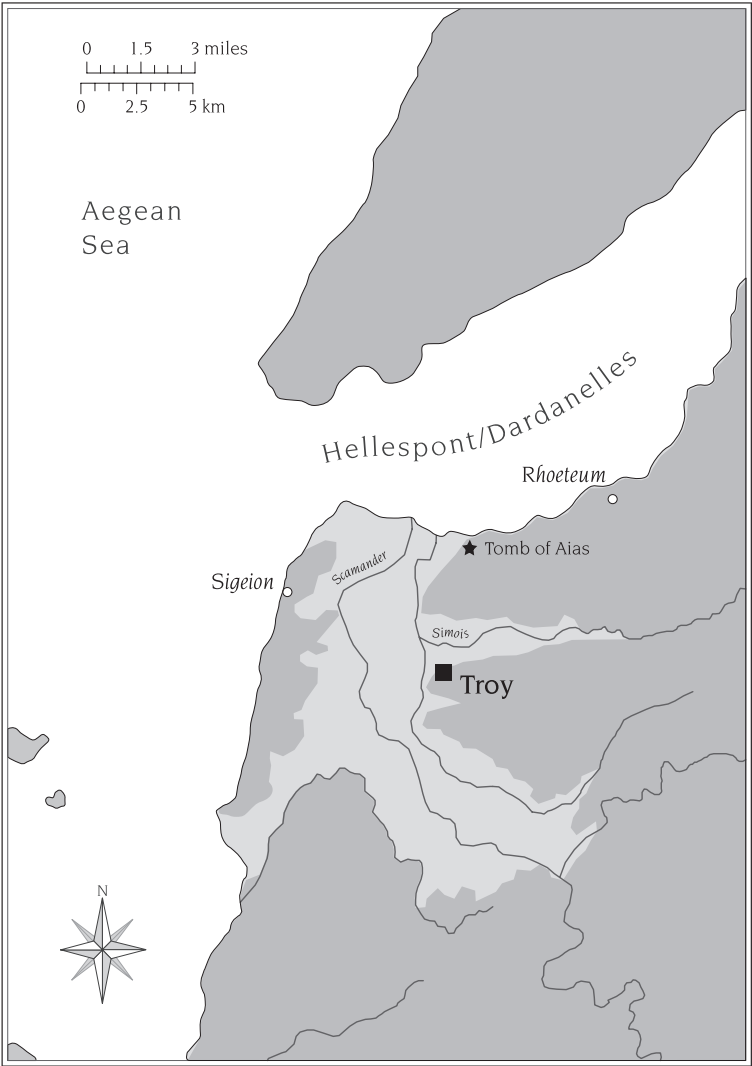 0 1.5 3 miles
0 2.5 5 km
Aegean
Sea
Hellespont/Dardanelles
Rhoeteum
Tomb of Aias
Scamander
Sigeion
Simois
Troy
N